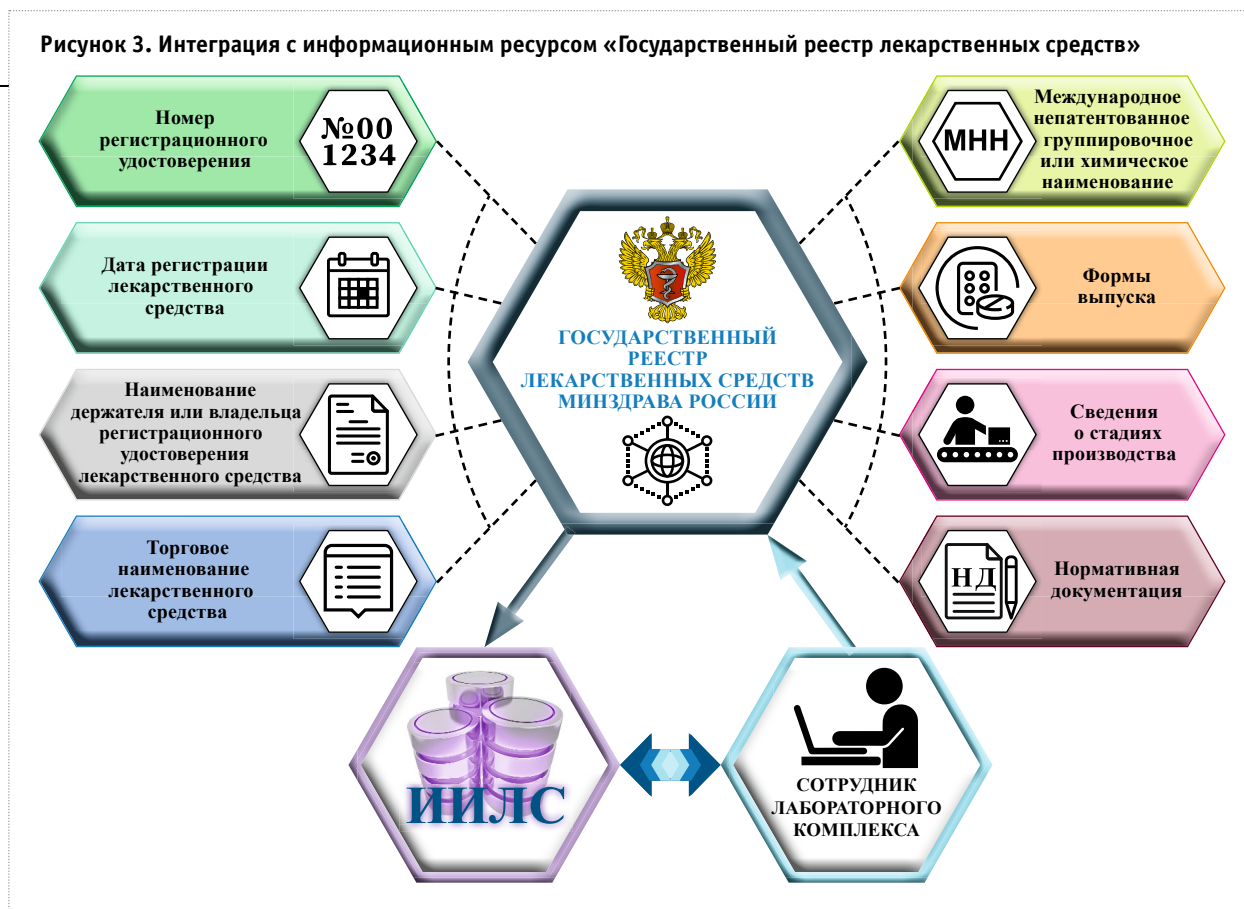 Рисунок 3. Интеграция с информационным ресурсом «Государственный реестр лекарственных средств»
Номер
регистрационного
удостоверения
№00
1234
Дата регистрации
лекарственного
средства
Наименование
держателя или владельца
регистрационного
удостоверения
лекарственного средства
Торговое
наименование
лекарственного
средства
ГОСУДАРСТВЕННЫЙ
РЕЕСТР
ЛЕКАРСТВЕННЫХ СРЕДСТВ
МИНЗДРАВА РОССИИ
МНН
Международное
непатентованное
группировочное
или химическое
наименование
Формы
выпуска
Сведения
о стадиях
производства
НД
Нормативная
документация
ИИЛС
СОТРУДНИК
ЛАБОРАТОРНОГО
КОМПЛЕКСА